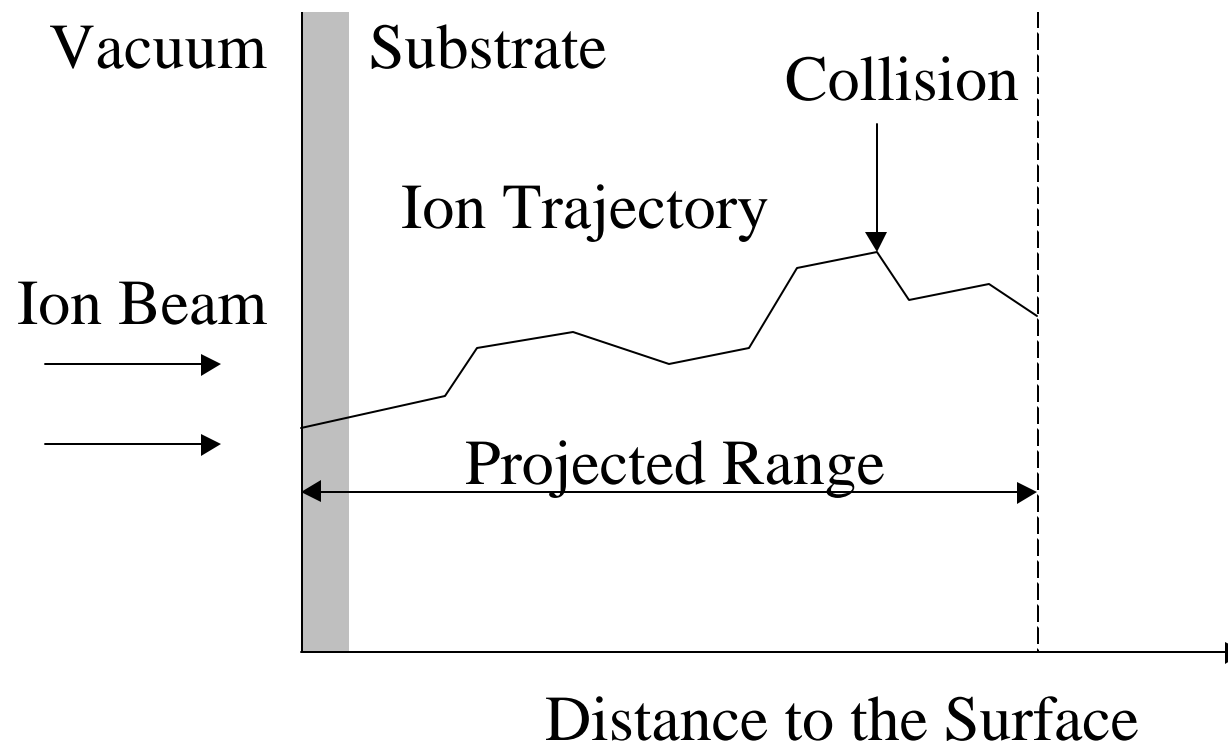 Vacuum
Substrate
Collision
Ion Trajectory
Ion Beam
Projected Range
Distance to the Surface